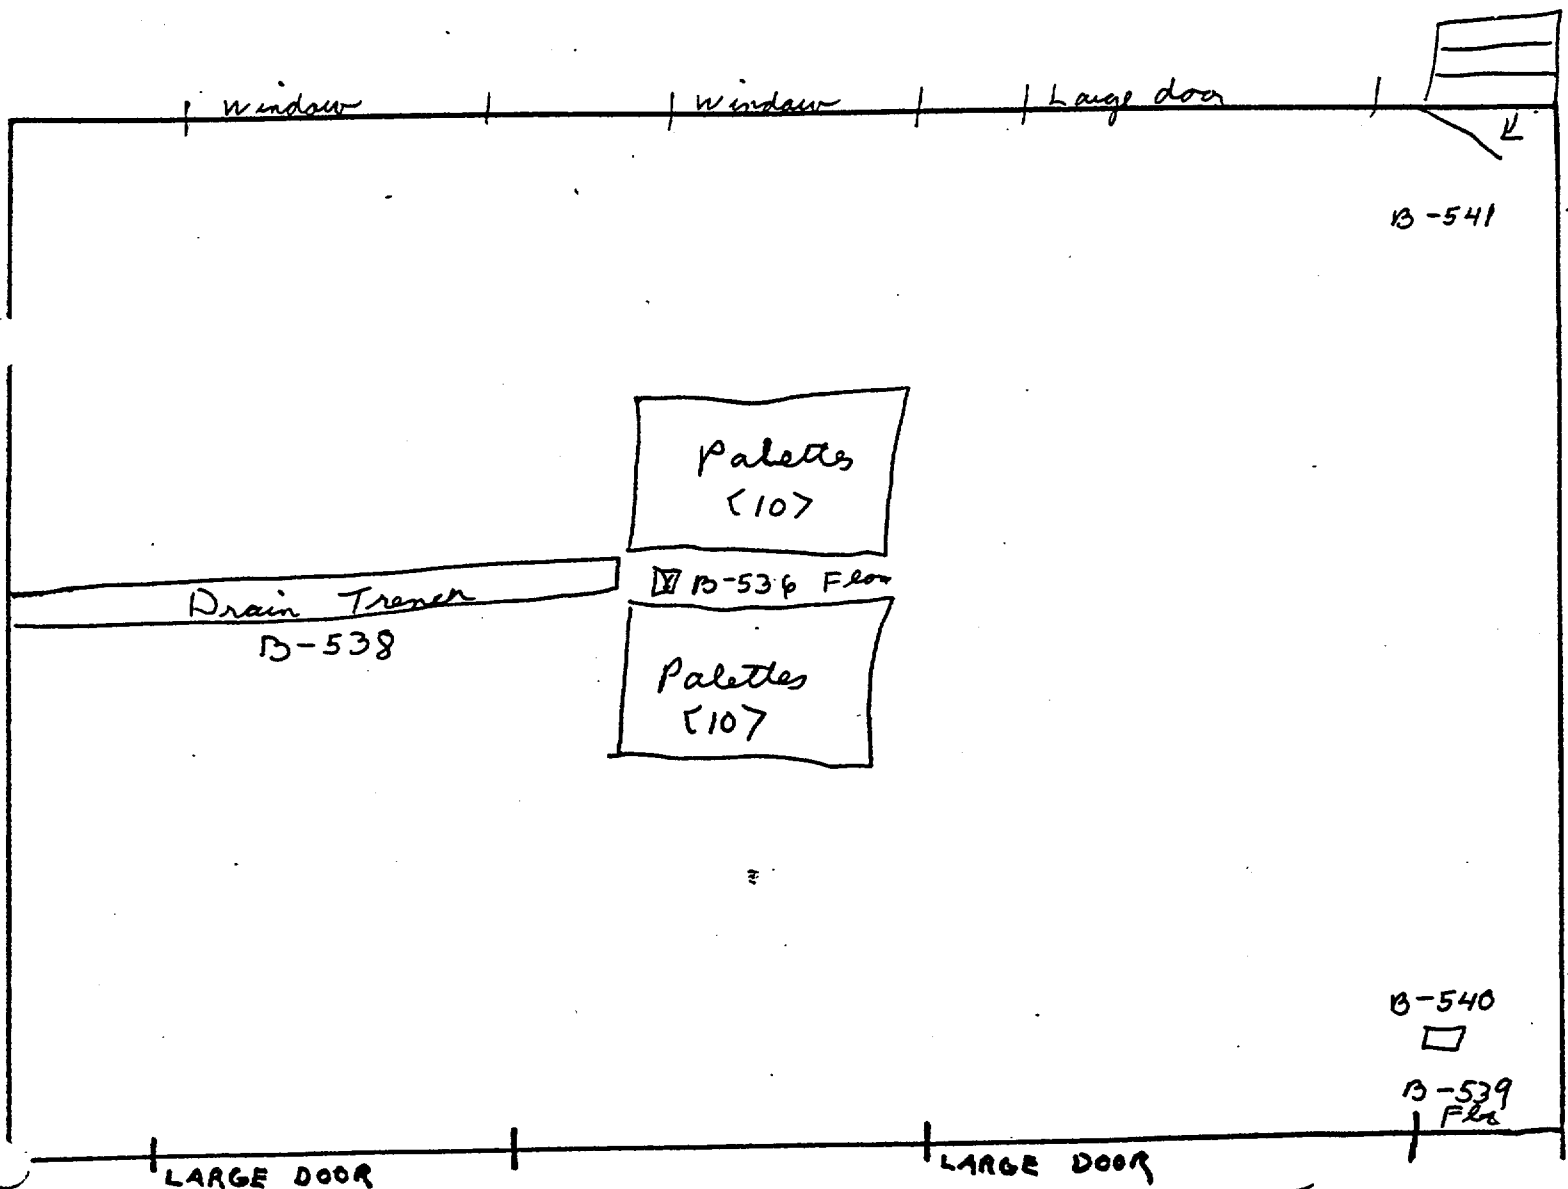 Window
Window
Large door
B-541
Palettes
<10>
Drain Trench
B-538
B-536 Floor
Palettes
<10>
B-540
B-539
Flr
LARGE DOOR
LARGE DOOR